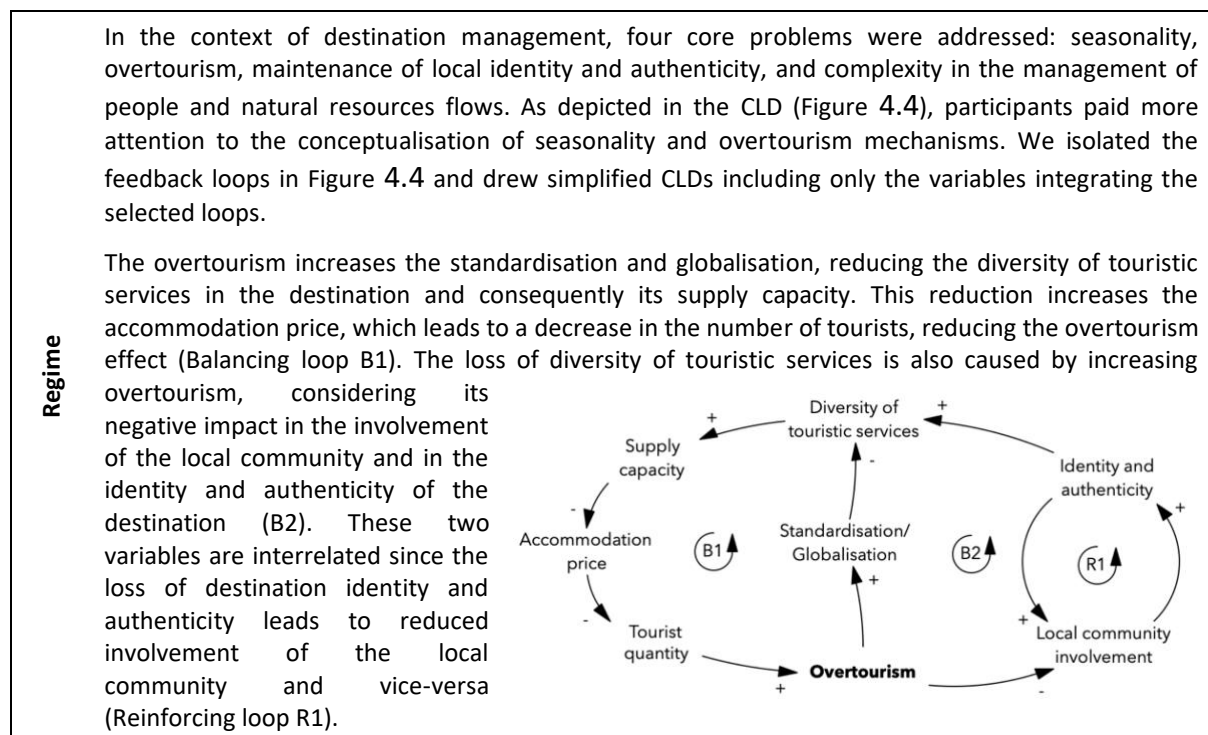 In the context of destination management, four core problems were addressed: seasonality,
overtourism, maintenance of local identity and authenticity, and complexity in the management of
people and natural resources flows. As depicted in the CLD (Figure 4.4), participants paid more
attention to the conceptualisation of seasonality and overtourism mechanisms. We isolated the
feedback loops in Figure 4.4 and drew simplified CLDs including only the variables integrating the
selected loops.
The overtourism increases the standardisation and globalisation, reducing the diversity of touristic
services in the destination and consequently its supply capacity. This reduction increases the
accommodation price, which leads to a decrease in the number of tourists, reducing the overtourism
effect (Balancing loop B1). The loss of diversity of touristic services is also caused by increasing
overtourism, considering its
negative impact in the involvement
of the local community and in the
identity and authenticity of the
destination (B2). These two
variables are interrelated since the
loss of destination identity and
authenticity leads to reduced
involvement of the local
community and vice-versa
(Reinforcing loop R1).
Regime
Diversity of
touristic services
+
+
Supply
capacity
-
Identity and
authenticity
-
Accommodation
price
B1
Standardisation/
Globalisation
B2
R1
+
+
-
Tourist
quantity
+
Local community
involvement
+
Overtourism
-